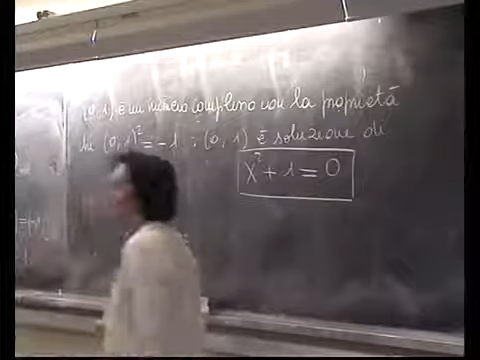 (0,1) è un numero complesso con la proprietà
che (0,1)² = -1 ; (0,1) è soluzione di
x² + 1 = 0